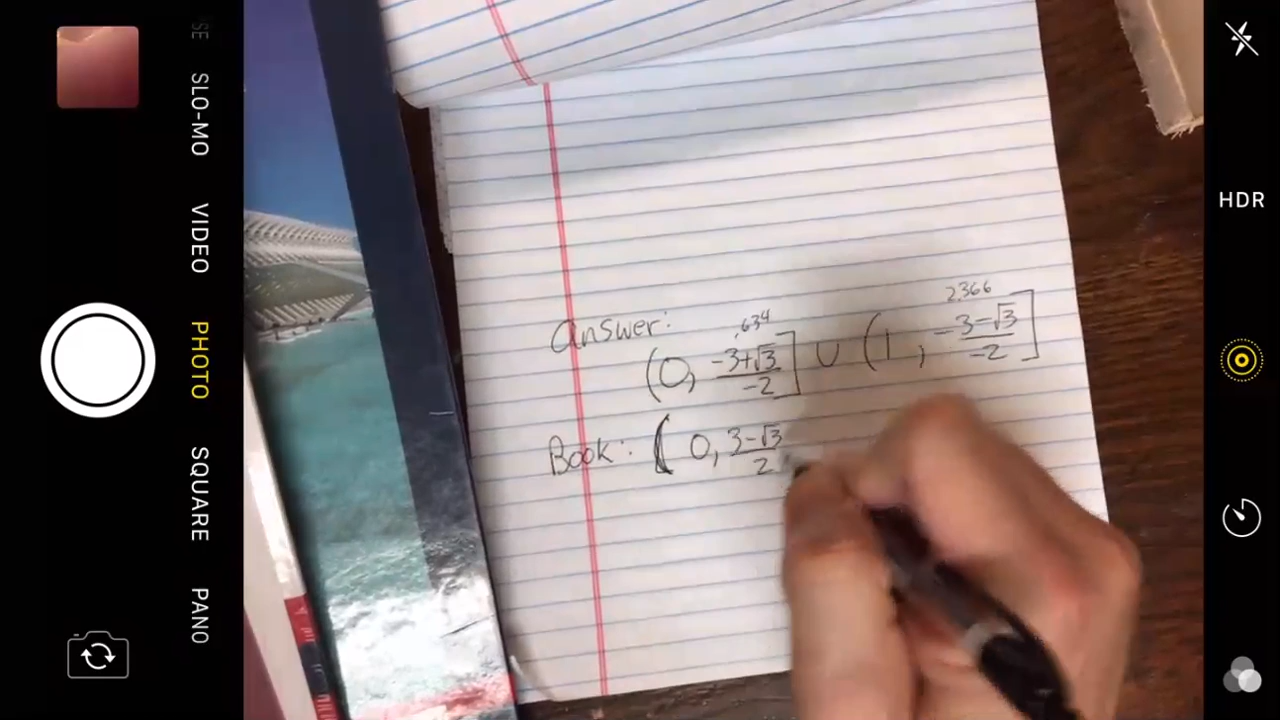 SE
SLO-MO
VIDEO
PHOTO
SQUARE
PANO
HDR
Answer:
.634
2.366
(0, -3+√3/-2] ∪ (1, -3-√3/-2]
Book: (0, 3-√3/2